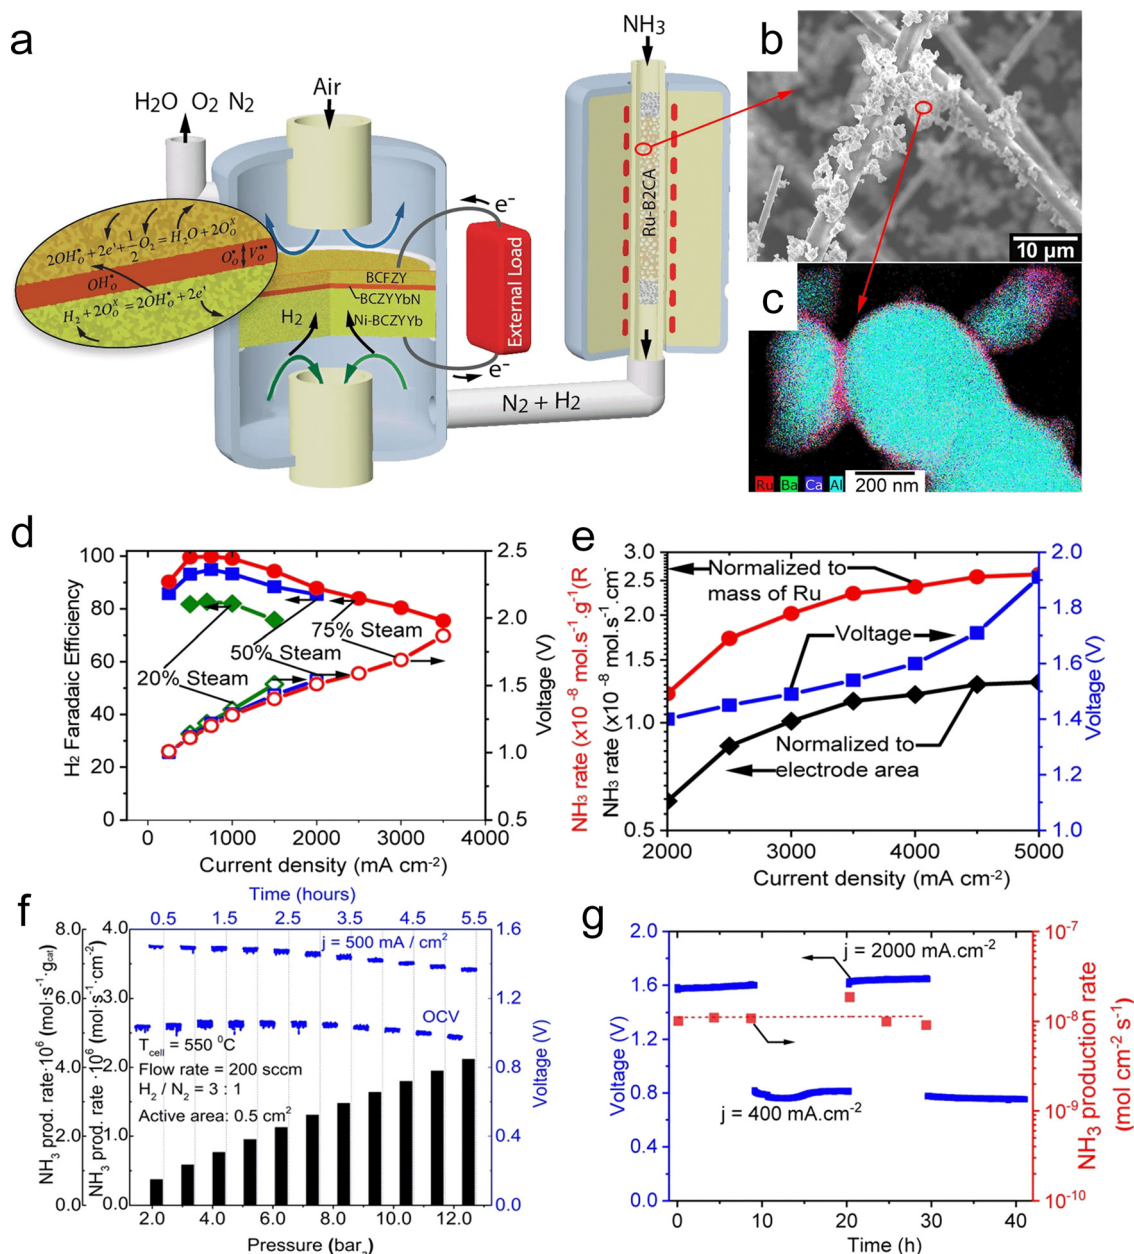 a
H2O O2 N2
Air
2OH•O + 2e' + 1/2 O2 = H2O + 2OXO
O•O V••O
OH•O
H2 + 2OXO = 2OH•O + 2e'
H2
BCFZY
BCZYYbN
Ni-BCZYYb
e-
External Load
e-
N2 + H2
NH3
Ru-B2CA
b
10 µm
c
Ru Ba Ca Al
200 nm
d
H2 Faradaic Efficiency
100
80
60
40
20
0
75% Steam
50% Steam
20% Steam
2.5
2.0
1.5
1.0
0.5
Voltage (V)
0 1000 2000 3000 4000
Current density (mA cm-2)
e
NH3 rate (x10-8 mol.s-1.g-1(R
NH3 rate (x10-8 mol.s-1.cm-
3.0
2.5
2.0
1.5
1.0
0.5
Normalized to
mass of Ru
Voltage
Normalized to
electrode area
2.0
1.8
1.6
1.4
1.2
1.0
Voltage (V)
2000 3000 4000 5000
Current density (mA cm-2)
f
Time (hours)
0.5 1.5 2.5 3.5 4.5 5.5
NH3 prod. rate·10^6 (mol·s-1·gcat)
8.0
6.0
4.0
2.0
0.0
NH3 prod. rate·10^6 (mol·s-1·cm-2)
4.0
3.0
2.0
1.0
0.0
j = 500 mA / cm2
OCV
Tcell = 550 0C
Flow rate = 200 sccm
H2 / N2 = 3 : 1
Active area: 0.5 cm2
1.6
1.2
0.8
0.4
0.0
Voltage (V)
2.0 4.0 6.0 8.0 10.0 12.0
Pressure (bar
g
Voltage (V)
2.0
1.6
1.2
0.8
0.4
0.0
j = 2000 mA.cm-2
j = 400 mA.cm-2
10-7
10-8
10-9
10-10
NH3 production rate
(mol cm-2 s-1)
0 10 20 30 40
Time (h)